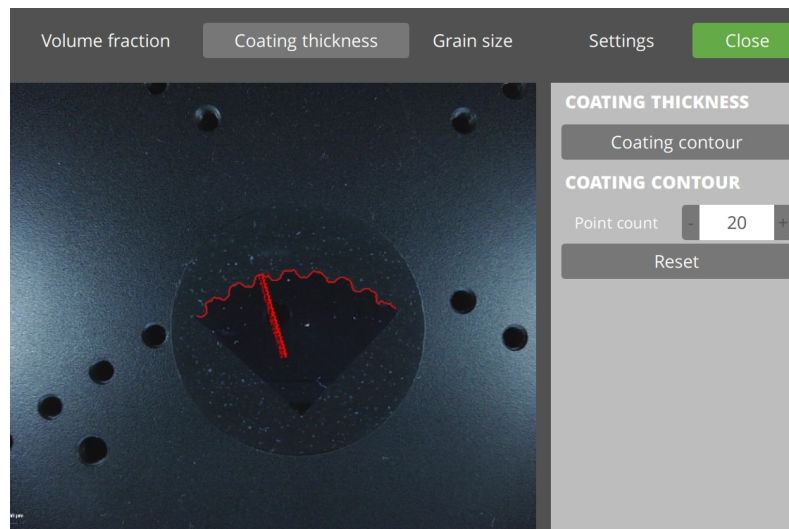 Volume fraction
Coating thickness
Grain size
Settings
Close
COATING THICKNESS
Coating contour
COATING CONTOUR
Point count
-
20
+
Reset